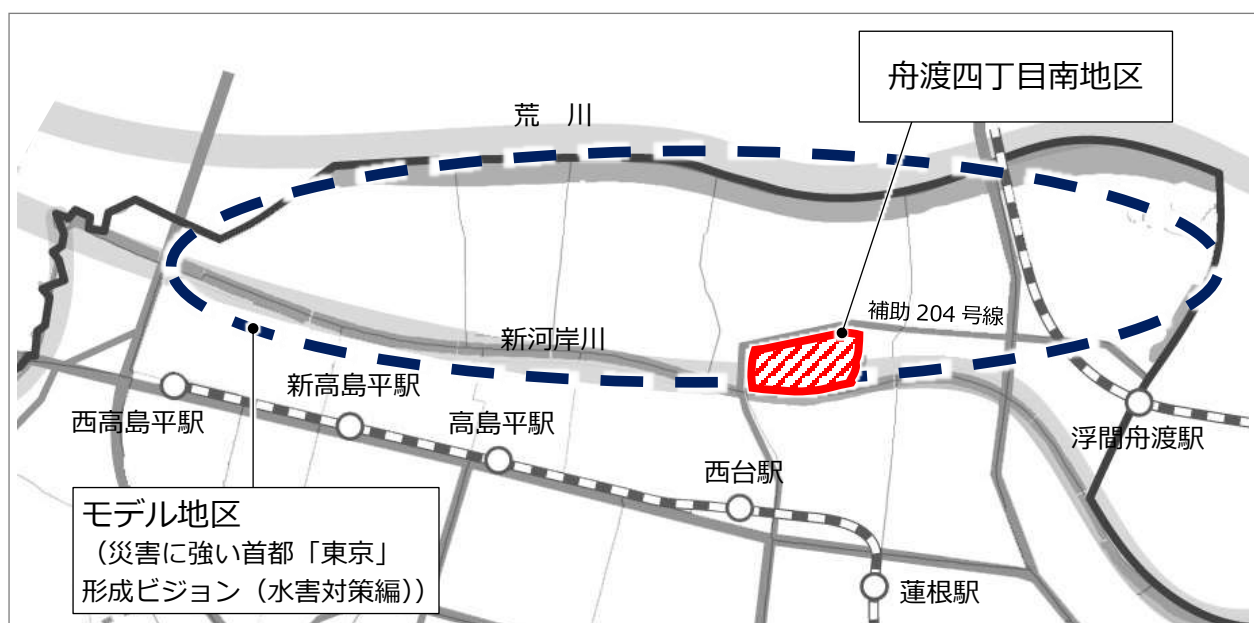 舟渡四丁目南地区
荒 川
補助 204 号線
新河岸川
新高島平駅
西高島平駅
高島平駅
浮間舟渡駅
西台駅
モデル地区
（災害に強い首都「東京」
形成ビジョン（水害対策編））
蓮根駅